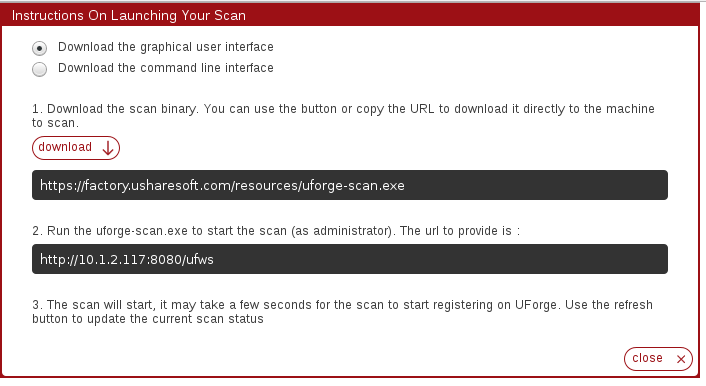 Instructions On Launching Your Scan
Download the graphical user interface
Download the command line interface
1. Download the scan binary. You can use the button or copy the URL to download it directly to the machine
to scan.
download
https://factory.usharesoft.com/resources/uforge-scan.exe
2. Run the uforge-scan.exe to start the scan (as administrator). The url to provide is :
http://10.1.2.117:8080/ufws
3. The scan will start, it may take a few seconds for the scan to start registering on UForge. Use the refresh
button to update the current scan status
close